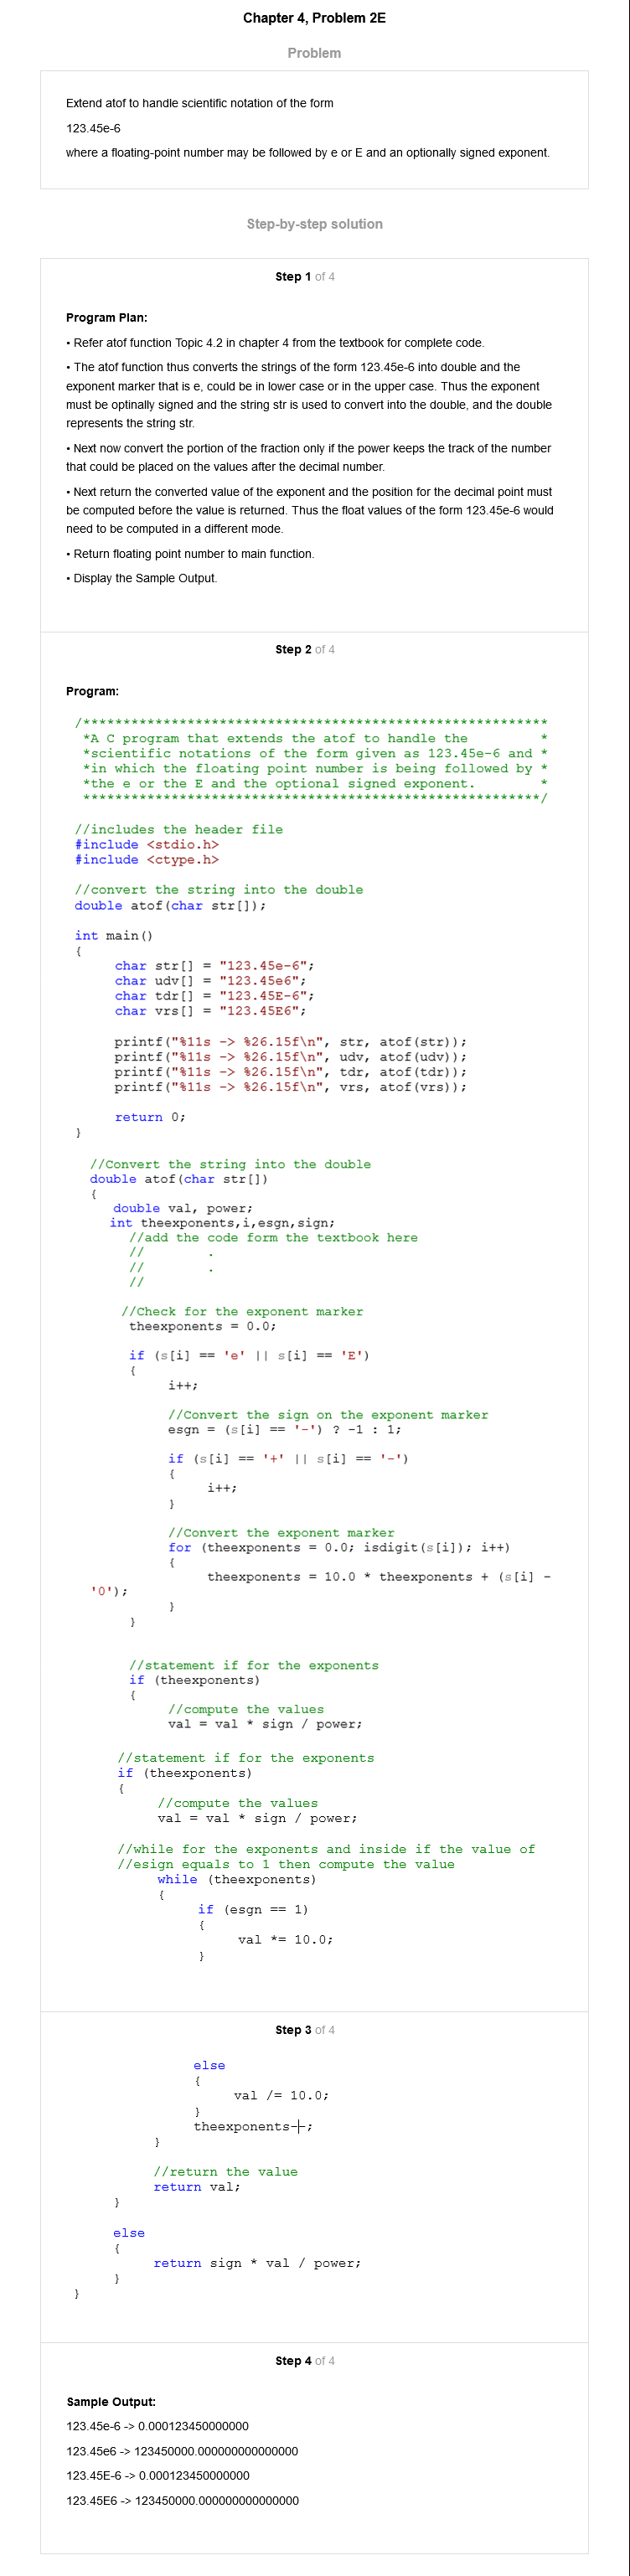 Chapter 4, Problem 2E
Problem
Extend atof to handle scientific notation of the form
123.45e-6
where a floating-point number may be followed by e or E and an optionally signed exponent.
Step-by-step solution
Step 1 of 4
Program Plan:
• Refer atof function Topic 4.2 in chapter 4 from the textbook for complete code.
• The atof function thus converts the strings of the form 123.45e-6 into double and the
exponent marker that is e, could be in lower case or in the upper case. Thus the exponent
must be optinally signed and the string str is used to convert into the double, and the double
represents the string str.
• Next now convert the portion of the fraction only if the power keeps the track of the number
that could be placed on the values after the decimal number.
• Next return the converted value of the exponent and the position for the decimal point must
be computed before the value is returned. Thus the float values of the form 123.45e-6 would
need to be computed in a different mode.
• Return floating point number to main function.
• Display the Sample Output.
Step 2 of 4
Program:
/**********************************************************
*A C program that extends the atof to handle the *
*scientific notations of the form given as 123.45e-6 and *
*in which the floating point number is being followed by *
*the e or the E and the optional signed exponent. *
*********************************************************/
//includes the header file
#include <stdio.h>
#include <ctype.h>
//convert the string into the double
double atof(char str[]);
int main()
{
char str[] = "123.45e-6";
char udv[] = "123.45e6";
char tdr[] = "123.45E-6";
char vrs[] = "123.45E6";
printf("%11s -> %26.15f\n", str, atof(str));
printf("%11s -> %26.15f\n", udv, atof(udv));
printf("%11s -> %26.15f\n", tdr, atof(tdr));
printf("%11s -> %26.15f\n", vrs, atof(vrs));
return 0;
}
//Convert the string into the double
double atof(char str[])
{
double val, power;
int theexponents,i,esgn,sign;
//add the code form the textbook here
// .
// .
//
//Check for the exponent marker
theexponents = 0.0;
if (s[i] == 'e' || s[i] == 'E')
{
i++;
//Convert the sign on the exponent marker
esgn = (s[i] == '-') ? -1 : 1;
if (s[i] == '+' || s[i] == '-')
{
i++;
}
//Convert the exponent marker
for (theexponents = 0.0; isdigit(s[i]); i++)
{
theexponents = 10.0 * theexponents + (s[i] -
'0');
}
}
//statement if for the exponents
if (theexponents)
{
//compute the values
val = val * sign / power;
//statement if for the exponents
if (theexponents)
{
//compute the values
val = val * sign / power;
//while for the exponents and inside if the value of
//esign equals to 1 then compute the value
while (theexponents)
{
if (esgn == 1)
{
val *= 10.0;
}
Step 3 of 4
else
{
val /= 10.0;
}
theexponents--;
}
//return the value
return val;
}
else
{
return sign * val / power;
}
}
Step 4 of 4
Sample Output:
123.45e-6 -> 0.000123450000000
123.45e6 -> 123450000.000000000000000
123.45E-6 -> 0.000123450000000
123.45E6 -> 123450000.000000000000000